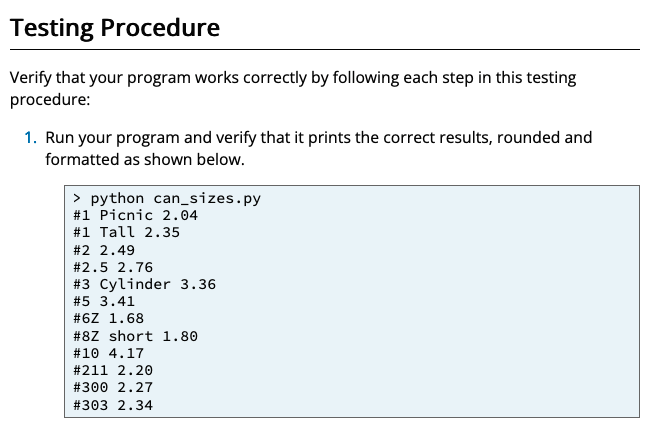 Testing Procedure
Verify that your program works correctly by following each step in this testing
procedure:
1. Run your program and verify that it prints the correct results, rounded and
formatted as shown below.
> python can_sizes.py
#1 Picnic 2.04
#1 Tall 2.35
#2 2.49
#2.5 2.76
#3 Cylinder 3.36
#5 3.41
#6Z 1.68
#8Z short 1.80
#10 4.17
#211 2.20
#300 2.27
#303 2.34